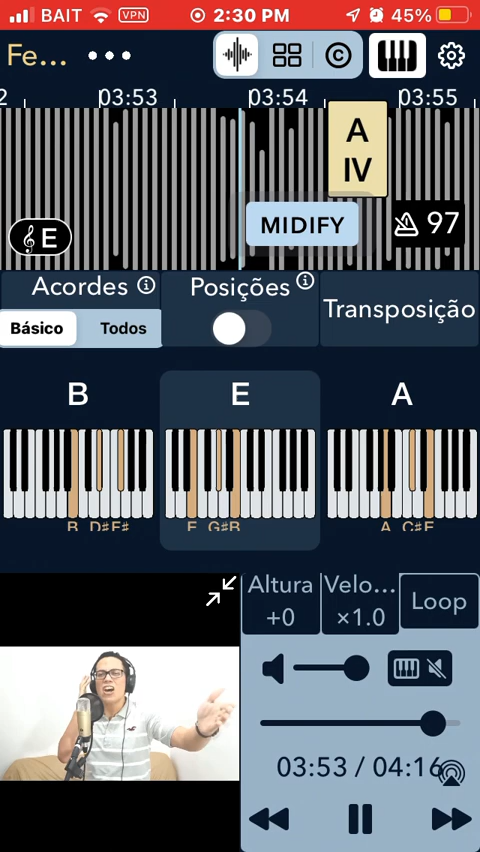 BAIT VPN 2:30 PM 45%
Fe... ©
2 03:53 03:54 03:55
A
IV
E MIDIFY 97
Acordes Posições Transposição
Básico Todos
B E A
B D#F# E G#B A C#E
Altura Velo... Loop
+0 ×1.0
03:53 / 04:16